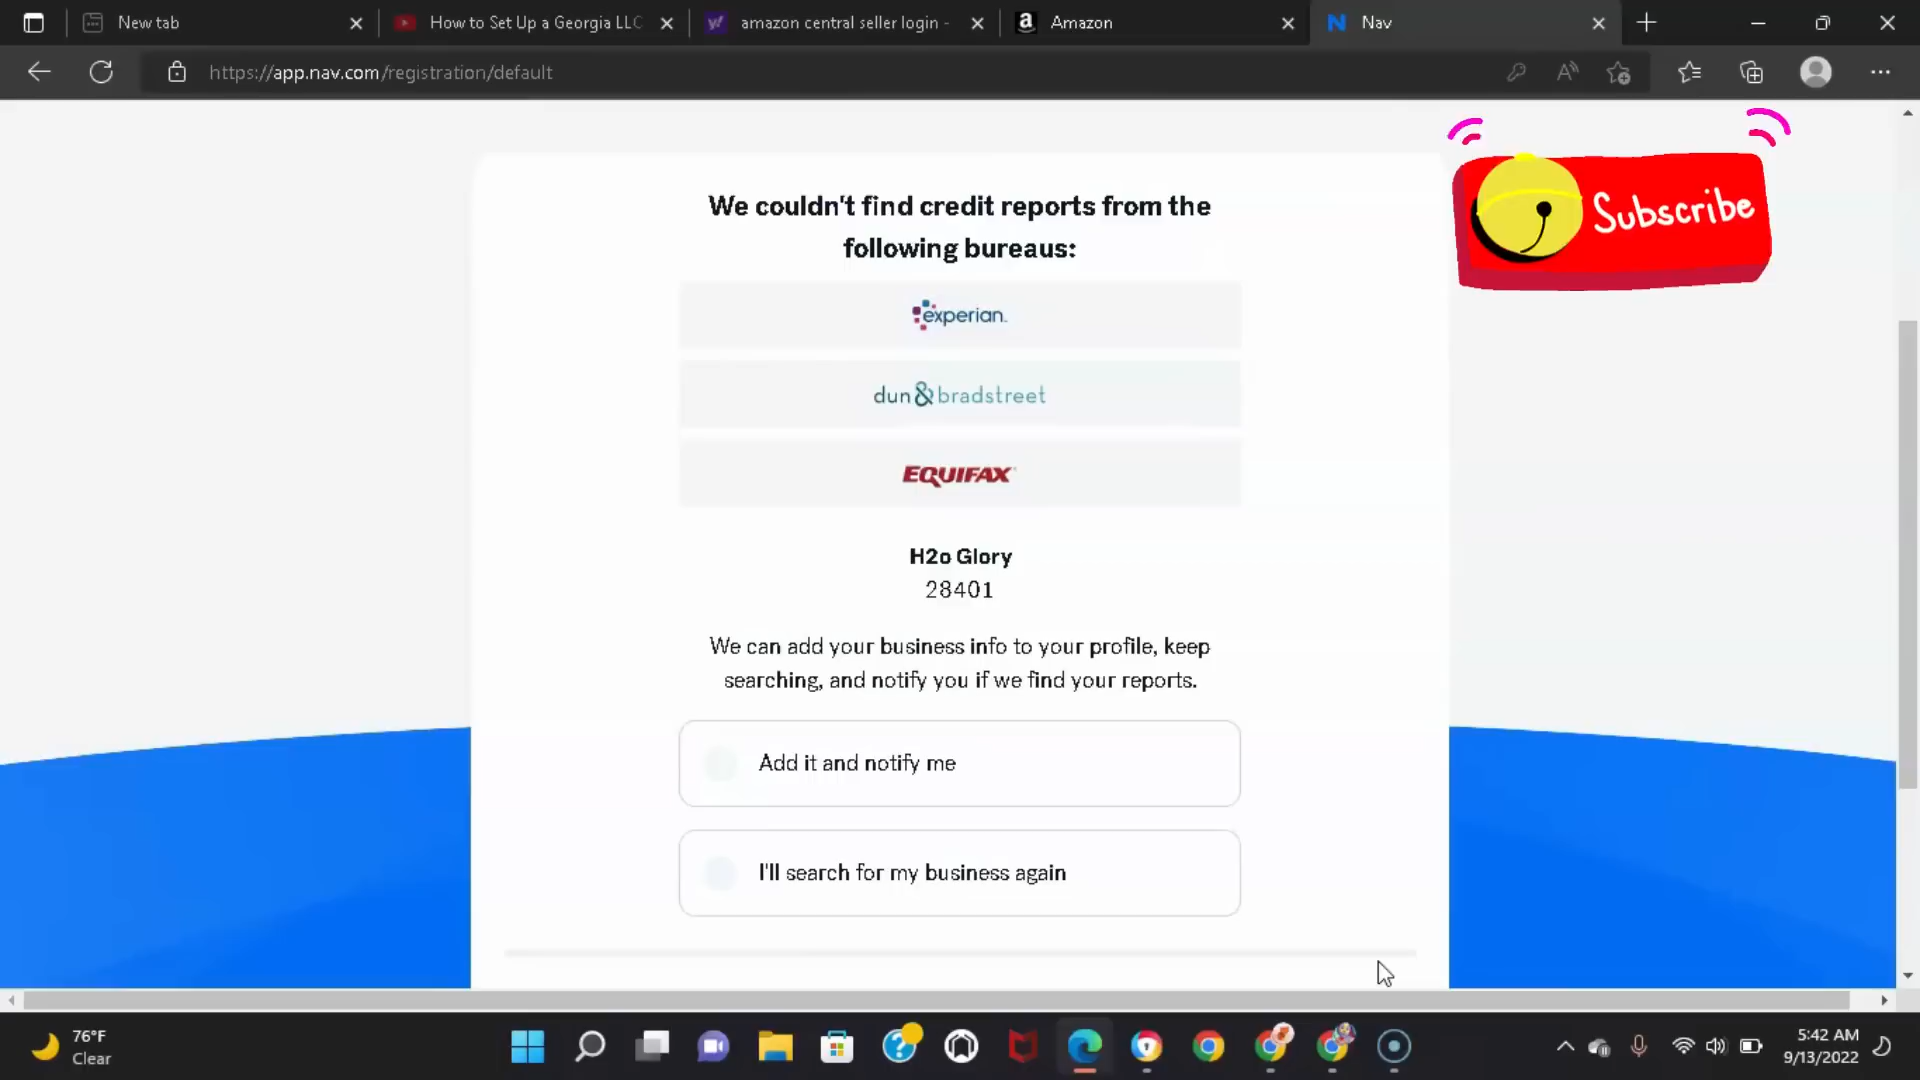 New tab
How to Set Up a Georgia LLC
amazon central seller login -
Amazon
Nav
https://app.nav.com/registration/default
Subscribe
We couldn't find credit reports from the
following bureaus:
experian.
dun & bradstreet
EQUIFAX
H2o Glory
28401
We can add your business info to your profile, keep
searching, and notify you if we find your reports.
Add it and notify me
I'll search for my business again
76°F
Clear
5:42 AM
9/13/2022